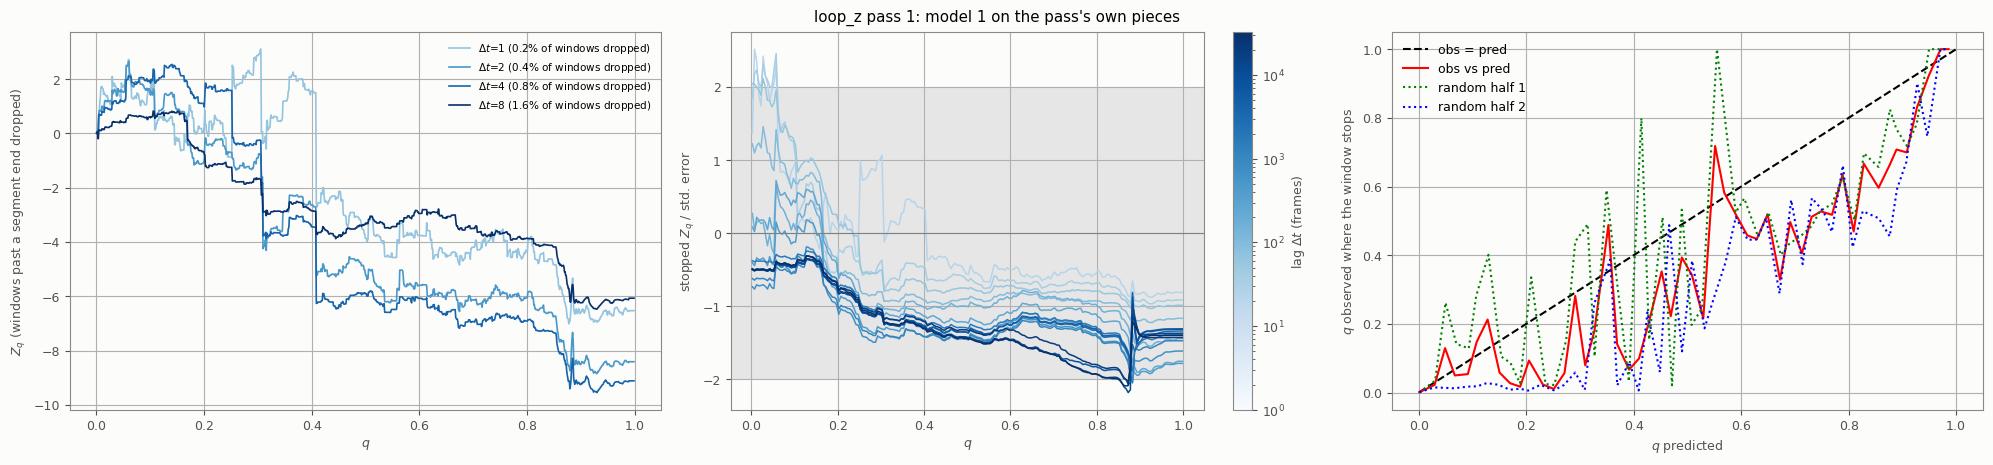 loop_z pass 1: model 1 on the pass's own pieces
Z_q (windows past a segment end dropped)
2
0
−2
−4
−6
−8
−10
0.0 0.2 0.4 0.6 0.8 1.0
q
Δt=1 (0.2% of windows dropped)
Δt=2 (0.4% of windows dropped)
Δt=4 (0.8% of windows dropped)
Δt=8 (1.6% of windows dropped)
stopped Z_q / std. error
2
1
0
−1
−2
0.0 0.2 0.4 0.6 0.8 1.0
q
10^4
10^3
10^2
10^1
10^0
lag Δt (frames)
q observed where the window stops
1.0
0.8
0.6
0.4
0.2
0.0
0.0 0.2 0.4 0.6 0.8 1.0
q predicted
obs = pred
obs vs pred
random half 1
random half 2